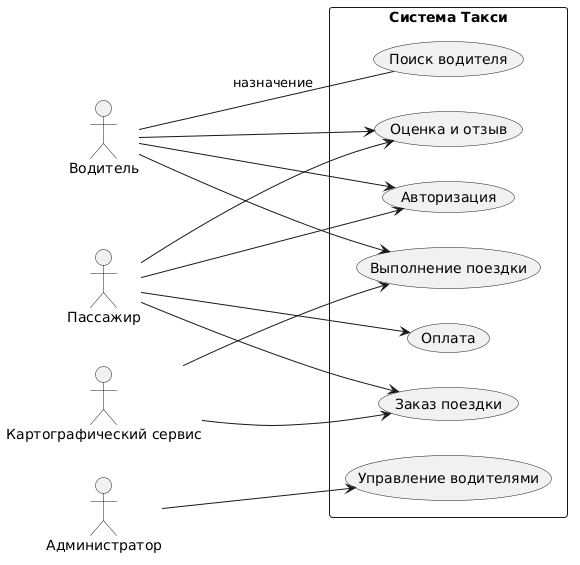 Система Такси
Поиск водителя
назначение
Оценка и отзыв
Водитель
Авторизация
Выполнение поездки
Пассажир
Оплата
Заказ поездки
Картографический сервис
Управление водителями
Администратор